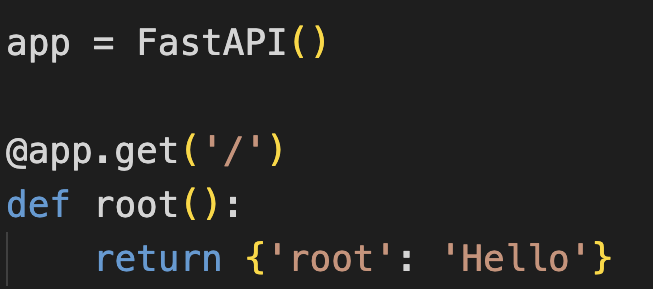 app = FastAPI()
@app.get('/')
def root():
    return {'root': 'Hello'}